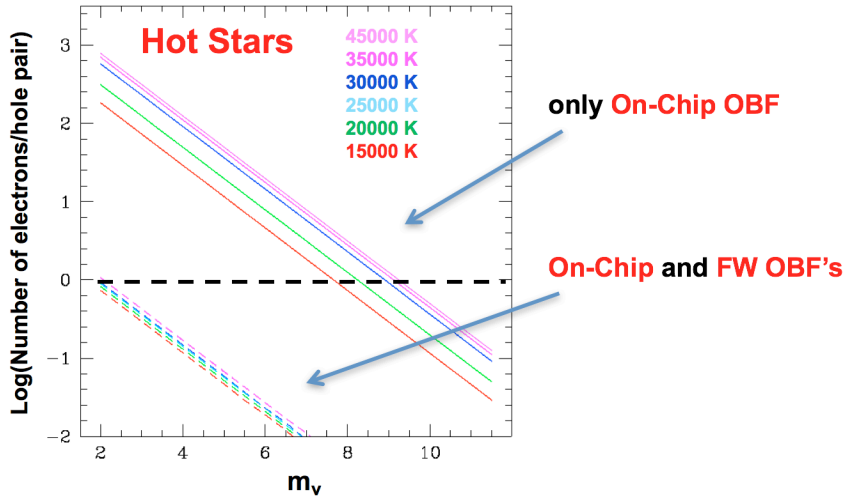 Hot Stars
45000 K
35000 K
30000 K
25000 K
20000 K
15000 K
only On-Chip OBF
On-Chip and FW OBF's
Log(Number of electrons/hole pair)
3
2
1
0
−1
−2
2
4
6
8
10
mv